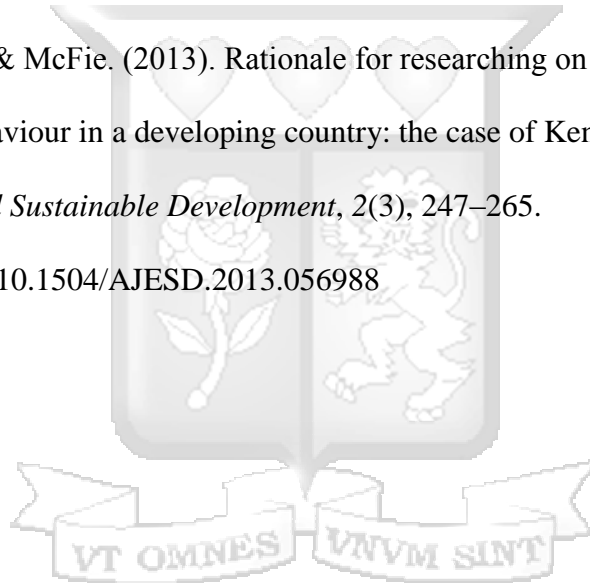 & McFie. (2013). Rationale for researching on
aviour in a developing country: the case of Ken
d Sustainable Development, 2(3), 247–265.
10.1504/AJESD.2013.056988
VT OMNES VNVM SINT